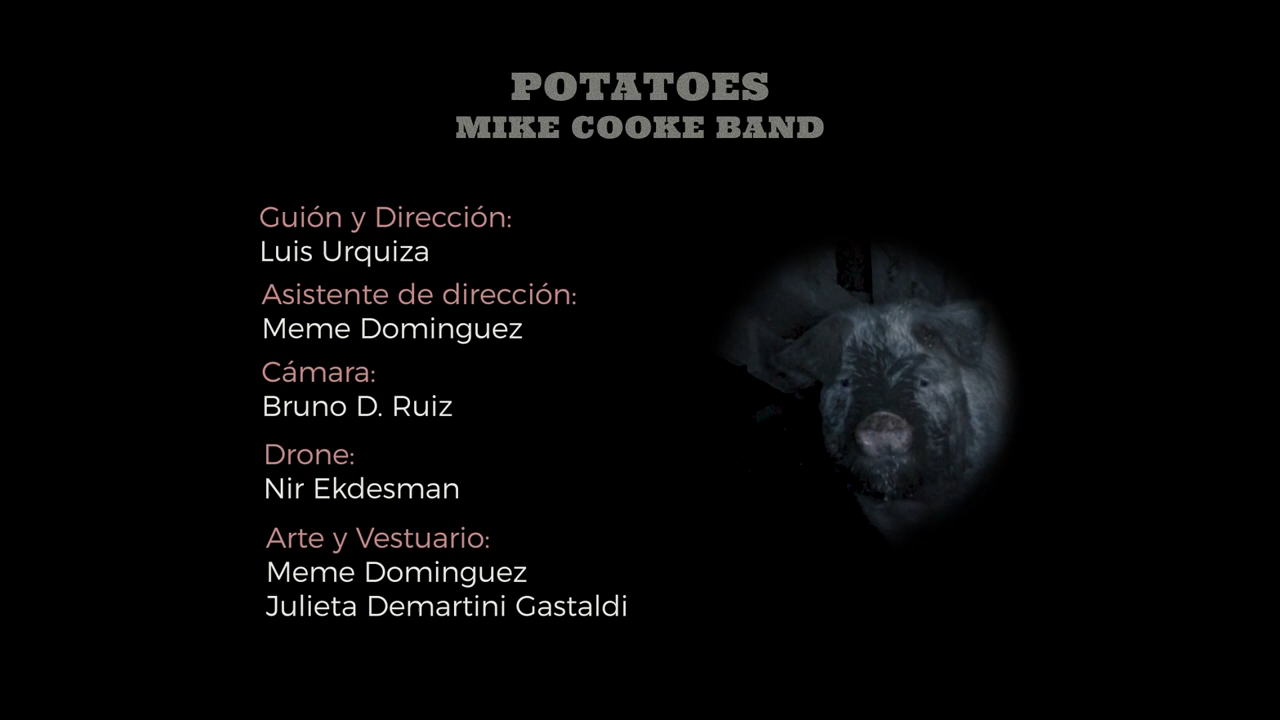 POTATOES
MIKE COOKE BAND
Guión y Dirección:
Luis Urquiza
Asistente de dirección:
Meme Dominguez
Cámara:
Bruno D. Ruiz
Drone:
Nir Ekdesman
Arte y Vestuario:
Meme Dominguez
Julieta Demartini Gastaldi